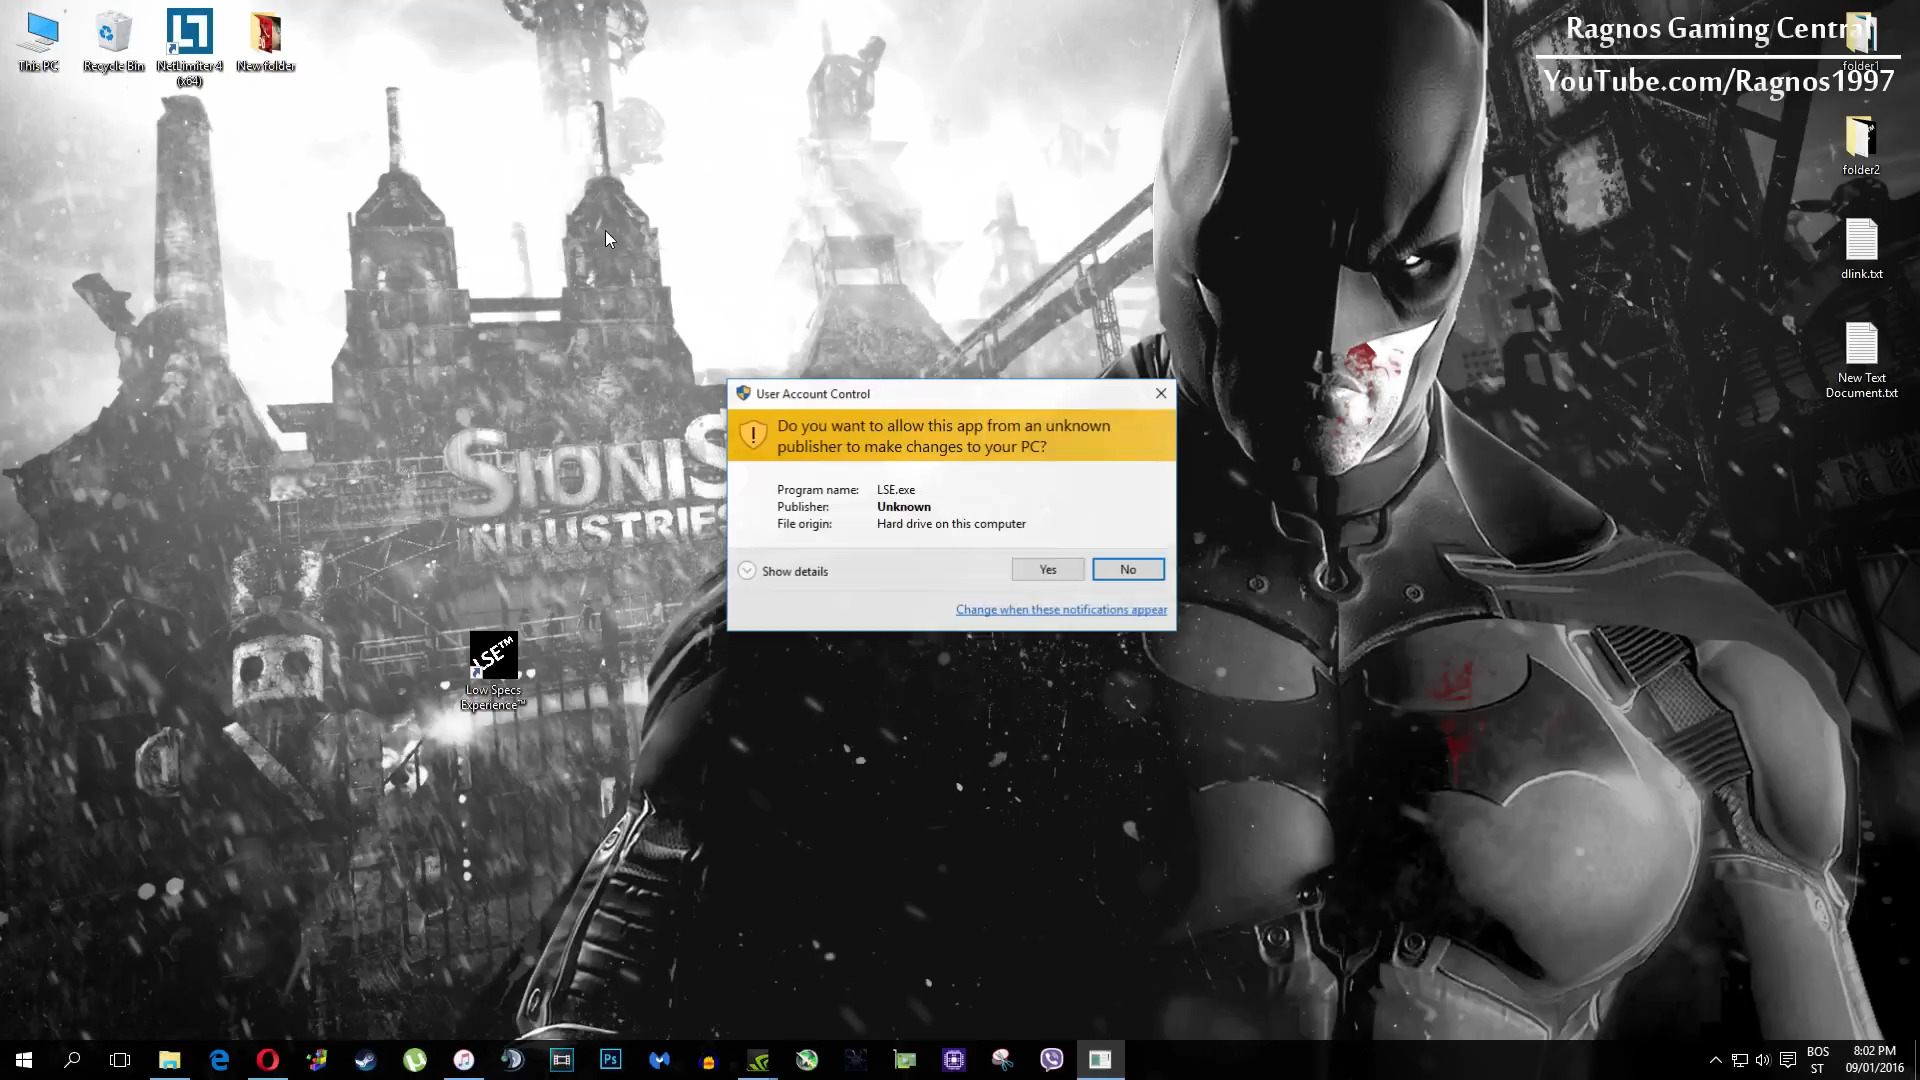 This PC
Recycle Bin
NetLimiter 4
(x64)
New folder
Ragnos Gaming Central
YouTube.com/Ragnos1997
folder1
folder2
dlink.txt
New Text
Document.txt
SIONIS
INDUSTRIES
User Account Control
Do you want to allow this app from an unknown
publisher to make changes to your PC?
Program name: LSE.exe
Publisher: Unknown
File origin: Hard drive on this computer
Show details
Yes
No
Change when these notifications appear
LSE™
Low Specs
Experience™
Ps
BOS
ST
8:02 PM
09/01/2016